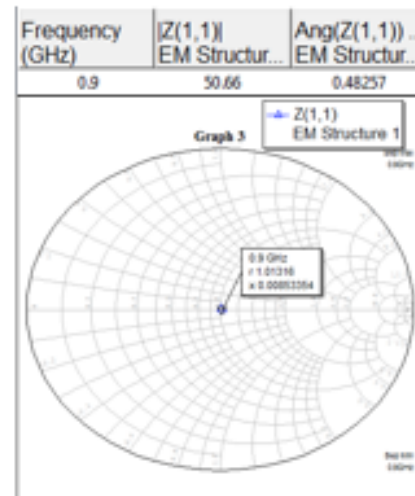 Frequency |Z(1,1)| Ang(Z(1,1)) ..
(GHz) EM Structur... EM Structur..
0.9 50.66 0.48257
Z(1,1)
EM Structure 1
Graph 3
0.9 GHz
r 1.01316
x 0.00853354